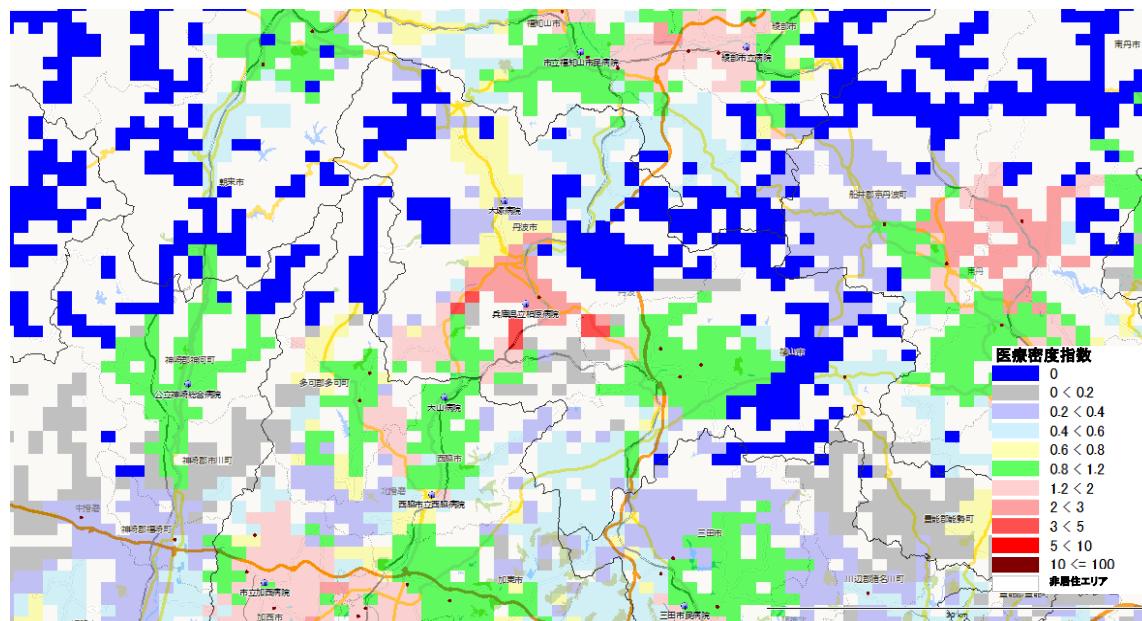 福知山市
綾部市
南丹市
市立福知山市民病院
綾部市立病院
朝来市
船井郡京丹波町
大塚病院
丹波市
南丹
兵庫県立柏原病院
神崎郡神河町
篠山市
多可郡多可町
公立神崎総合病院
大山病院
西脇市
神崎郡市川町
北播磨
西脇市立西脇病院
中播磨
神崎郡福崎町
三田市
豊能郡能勢町
加東市
川辺郡猪名川町
市立加西病院
加西市
三田市民病院
医療密度指数
0
0 < 0.2
0.2 < 0.4
0.4 < 0.6
0.6 < 0.8
0.8 < 1.2
1.2 < 2
2 < 3
3 < 5
5 < 10
10 <= 100
非居住エリア